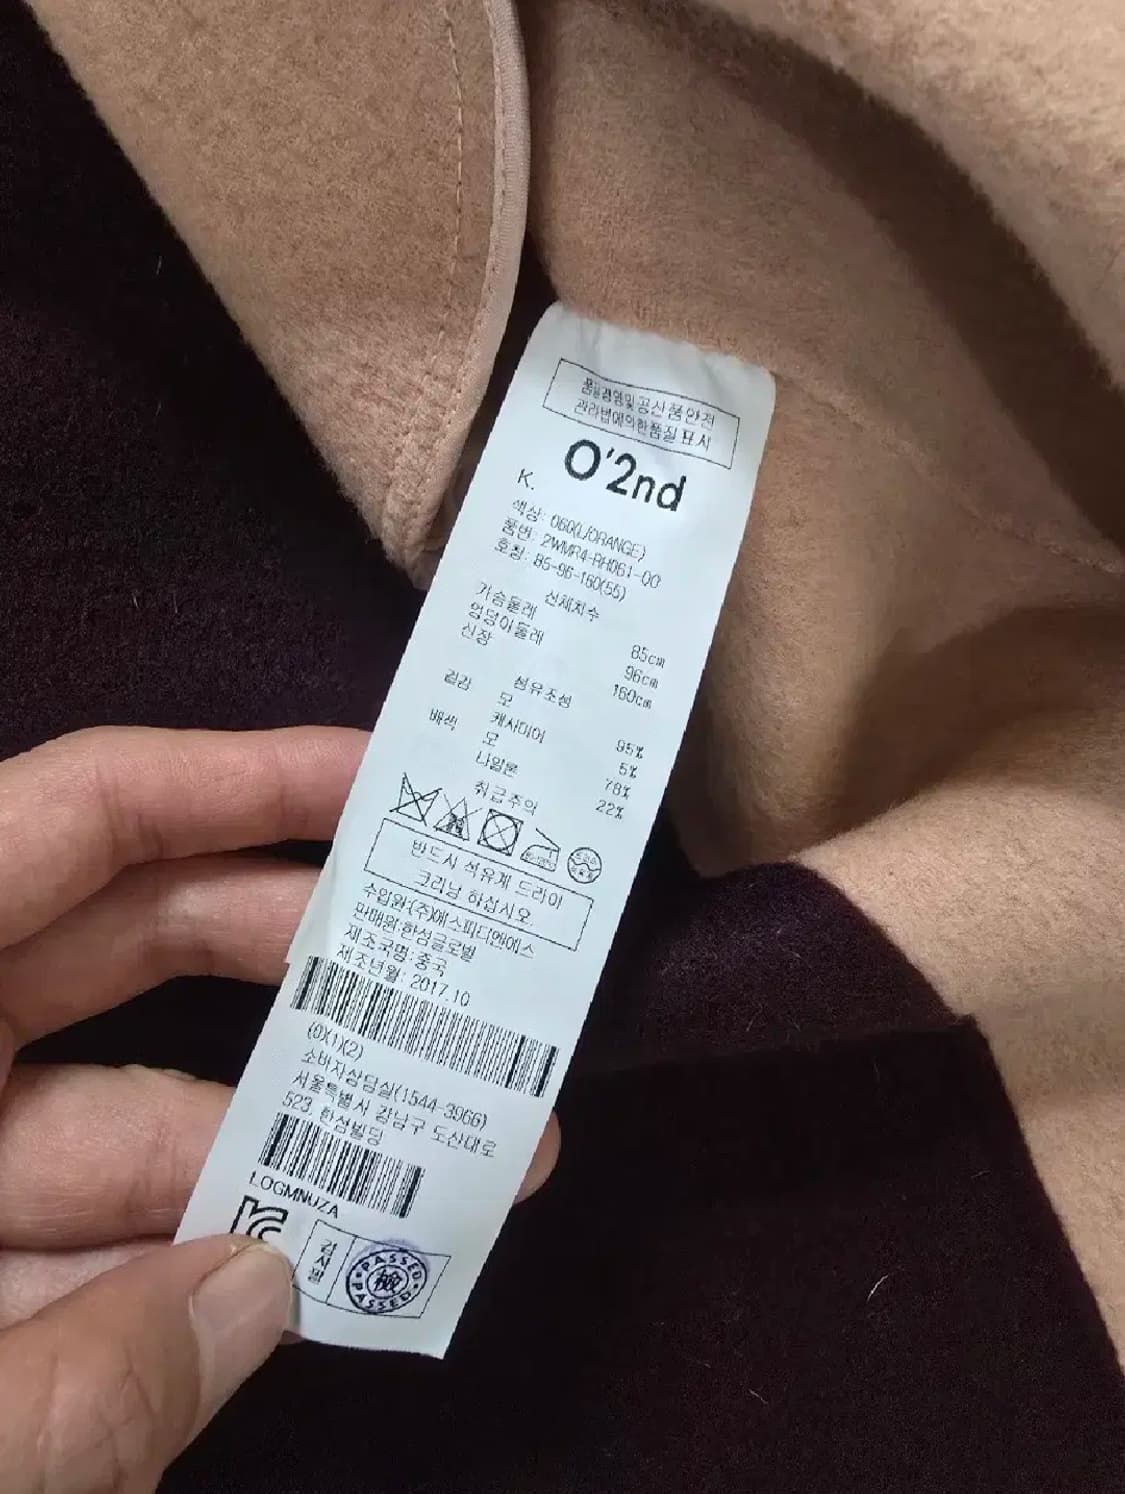 품질경영및공산품안전
관리법에의한품질표시
O'2nd
K.
색상: 060(L/ORANGE)
품번: 2WMR4-RH061-OO
호칭: 85-96-160(55)
신체치수
가슴둘레 85cm
엉덩이둘레 96cm
신장 160cm
섬유조성
겉감 모 95%
캐시미어 5%
배색 모 78%
나일론 22%
취급주의
반드시 석유계 드라이
크리닝 하십시오
수입원:(주)에스피디엔에스
판매원:한성글로벌
제조국명:중국
제조년월: 2017.10
(0)(1)(2)
소비자상담실(1544-3966)
서울특별시 강남구 도산대로
523 한성빌딩
LOGMNUZA
검사필
PASSED
PASSED